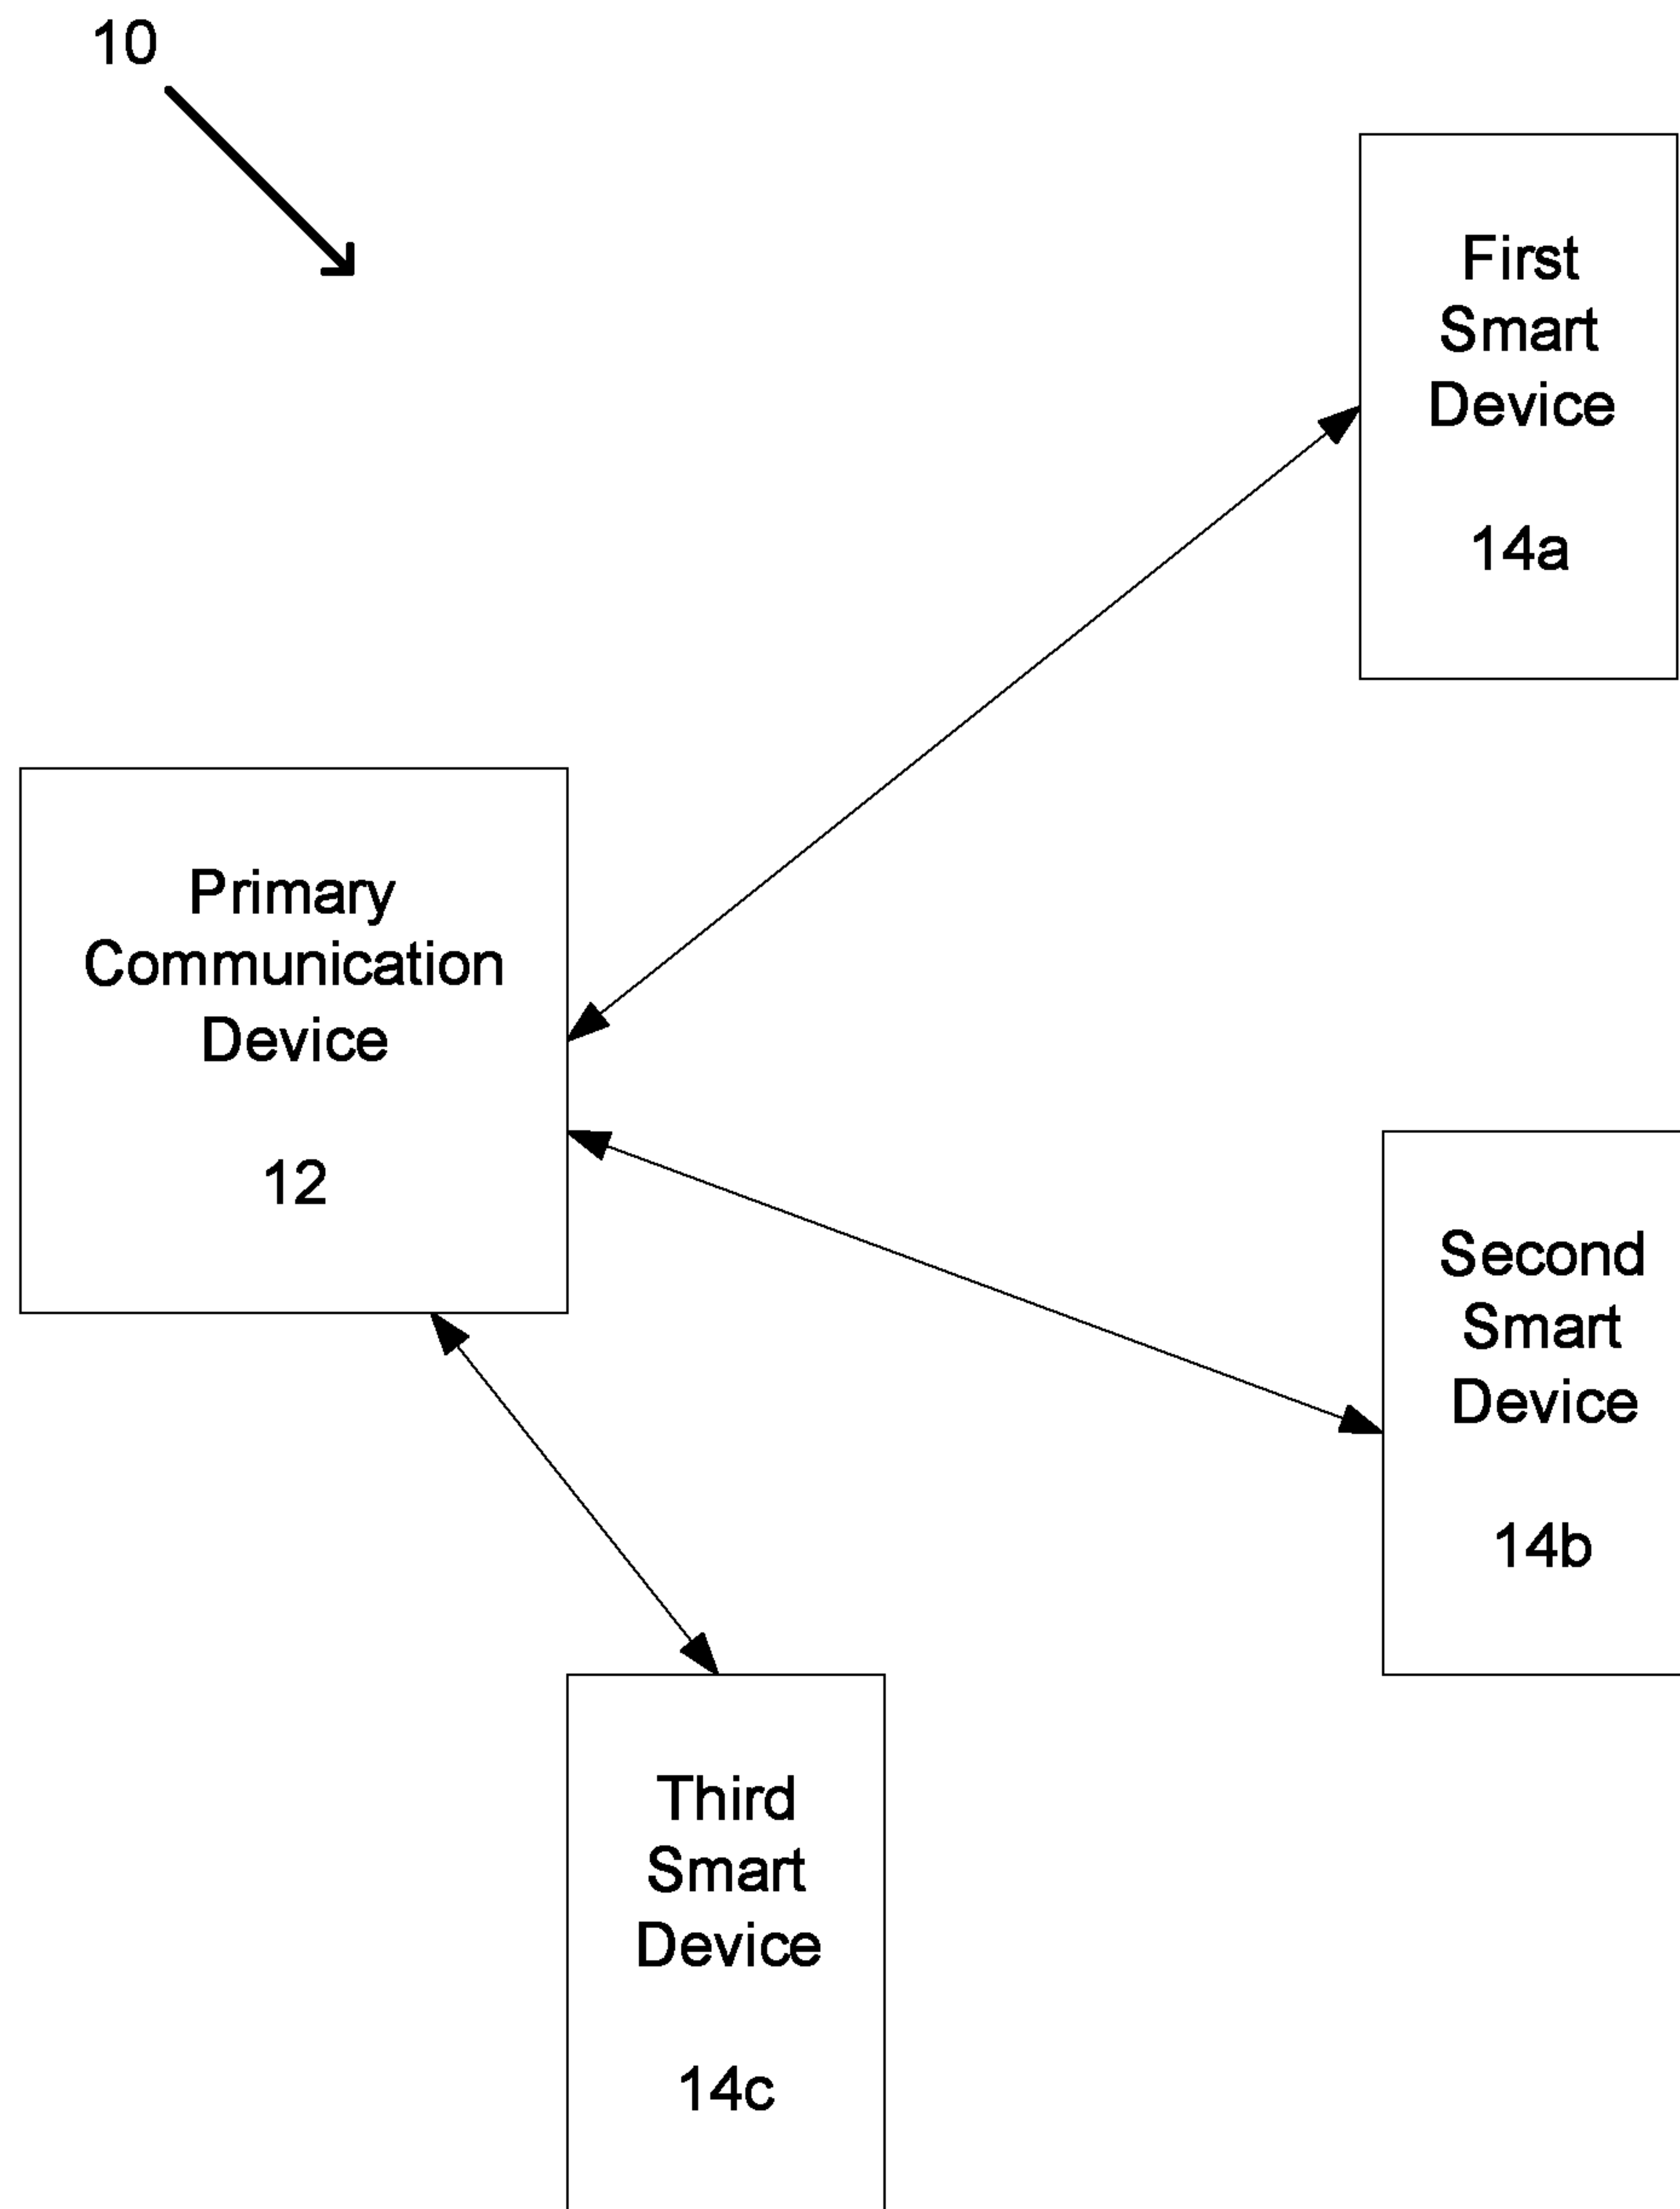 10
First
Smart
Device
14a
Primary
Communication
Device
12
Second
Smart
Device
14b
Third
Smart
Device
14c